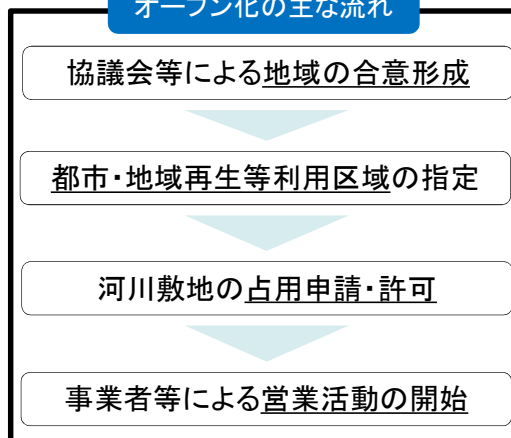 オープン化の主な流れ
協議会等による地域の合意形成
都市・地域再生等利用区域の指定
河川敷地の占用申請・許可
事業者等による営業活動の開始